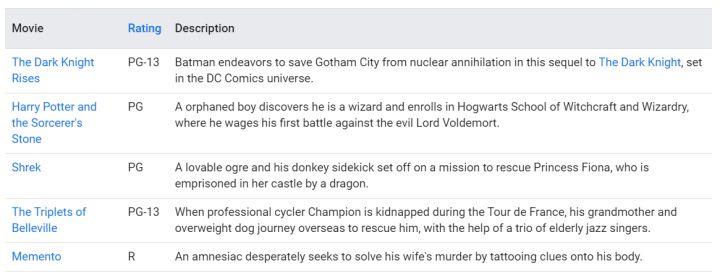 Movie Rating Description
The Dark Knight Rises PG-13 Batman endeavors to save Gotham City from nuclear annihilation in this sequel to The Dark Knight, set
in the DC Comics universe.
Harry Potter and the Sorcerer's Stone PG A orphaned boy discovers he is a wizard and enrolls in Hogwarts School of Witchcraft and Wizardry,
where he wages his first battle against the evil Lord Voldemort.
Shrek PG A lovable ogre and his donkey sidekick set off on a mission to rescue Princess Fiona, who is
emprisoned in her castle by a dragon.
The Triplets of Belleville PG-13 When professional cycler Champion is kidnapped during the Tour de France, his grandmother and
overweight dog journey overseas to rescue him, with the help of a trio of elderly jazz singers.
Memento R An amnesiac desperately seeks to solve his wife's murder by tattooing clues onto his body.